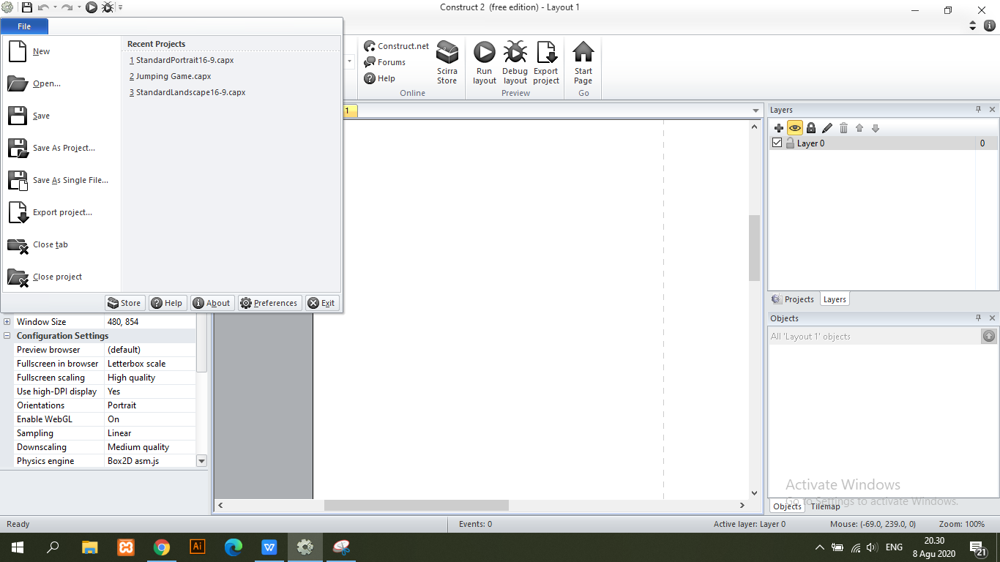 Construct 2 (free edition) - Layout 1
File
New
Open...
Save
Save As Project...
Save As Single File...
Export project...
Close tab
Close project
Recent Projects
1 StandardPortrait16-9.capx
2 Jumping Game.capx
3 StandardLandscape16-9.capx
Store
Help
About
Preferences
Exit
Construct.net
Forums
Help
Scirra
Store
Online
Run
layout
Debug
layout
Export
project
Preview
Start
Page
Go
1
Layers
Layer 0
0
Projects
Layers
Objects
All 'Layout 1' objects
Window Size 480, 854
Configuration Settings
Preview browser (default)
Fullscreen in browser Letterbox scale
Fullscreen scaling High quality
Use high-DPI display Yes
Orientations Portrait
Enable WebGL On
Sampling Linear
Downscaling Medium quality
Physics engine Box2D asm.js
Activate Windows
Go to Settings to activate Windows.
Objects
Tilemap
Ready
Events: 0
Active layer: Layer 0
Mouse: (-69.0, 239.0, 0)
Zoom: 100%
Ai
W
ENG
20.30
8 Agu 2020
21